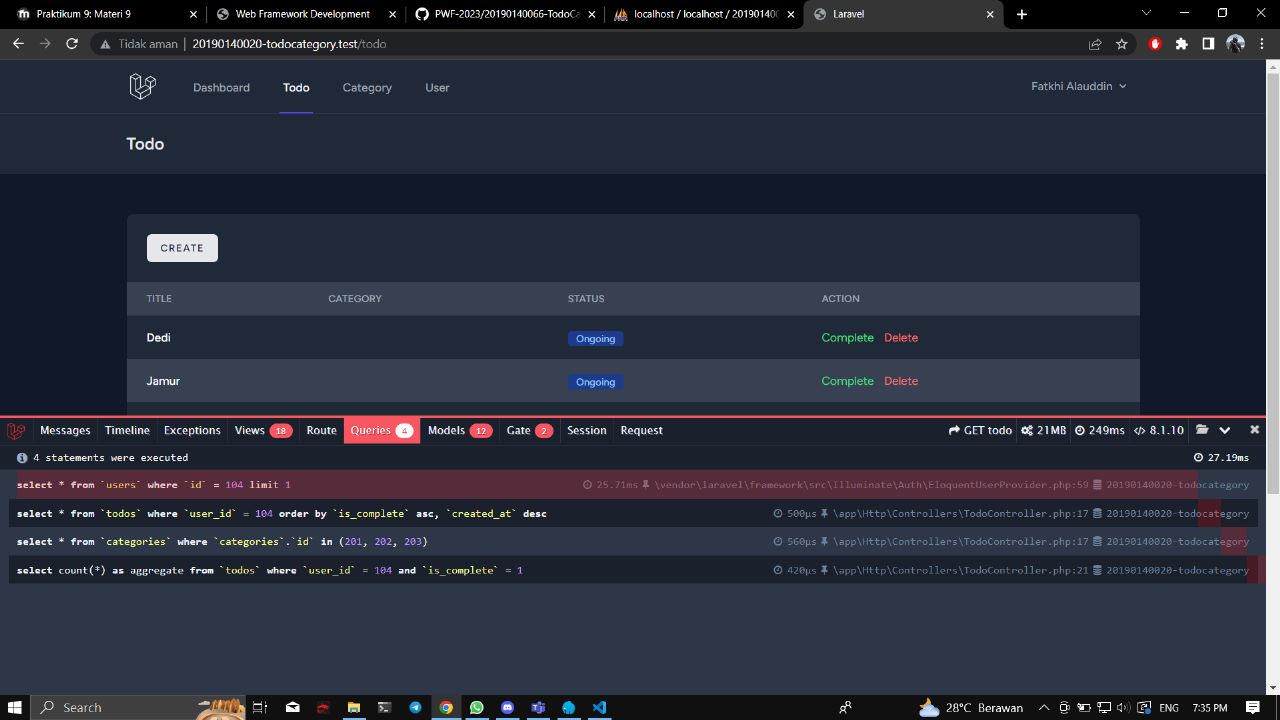 Praktikum 9: Materi 9
Web Framework Development
PWF-2023/20190140066-TodoCa
localhost / localhost / 2019014002
Laravel
Tidak aman | 20190140020-todocategory.test/todo
Dashboard
Todo
Category
User
Fatkhi Alauddin
Todo
CREATE
TITLE CATEGORY STATUS ACTION
Dedi Ongoing Complete Delete
Jamur Ongoing Complete Delete
Messages Timeline Exceptions Views 18 Route Queries 4 Models 12 Gate 2 Session Request GET todo 21MB 249ms 8.1.10
4 statements were executed 27.19ms
select * from `users` where `id` = 104 limit 1 25.71ms \vendor\laravel\framework\src\Illuminate\Auth\EloquentUserProvider.php:59 20190140020-todocategory
select * from `todos` where `user_id` = 104 order by `is_complete` asc, `created_at` desc 500μs \app\Http\Controllers\TodoController.php:17 20190140020-todocategory
select * from `categories` where `categories`.`id` in (201, 202, 203) 560μs \app\Http\Controllers\TodoController.php:17 20190140020-todocategory
select count(*) as aggregate from `todos` where `user_id` = 104 and `is_complete` = 1 420μs \app\Http\Controllers\TodoController.php:21 20190140020-todocategory
Search
28°C Berawan
ENG
7:35 PM